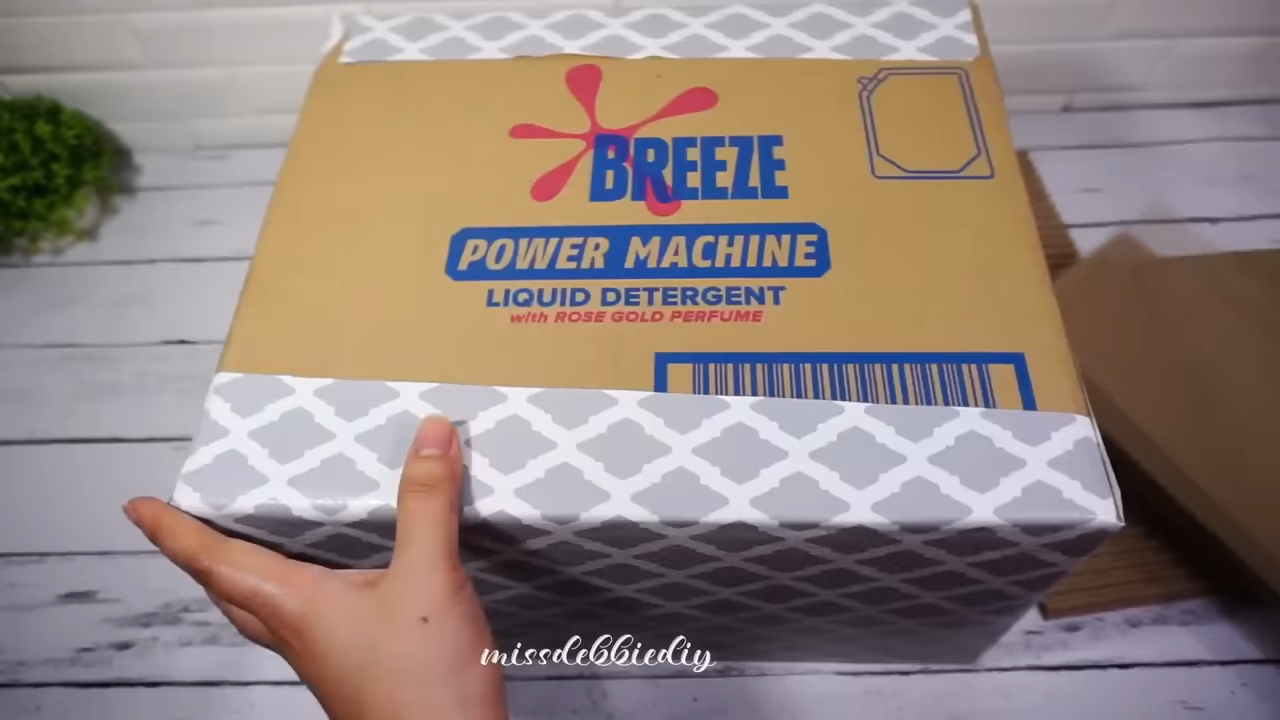 BREEZE
POWER MACHINE
LIQUID DETERGENT
with ROSE GOLD PERFUME
missdebbiediy